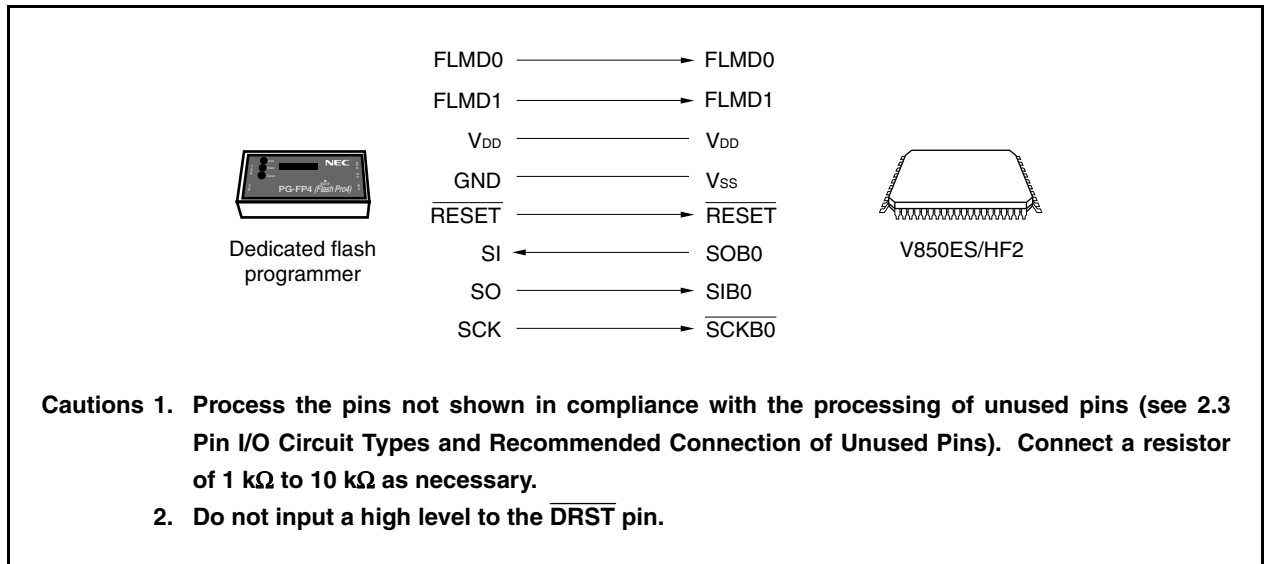 FLMD0 FLMD0
FLMD1 FLMD1
VDD VDD
GND VSS
RESET RESET
SI SOB0
SO SIB0
SCK SCKB0
NEC
PG-FP4 (Flash Pro4)
Dedicated flash
programmer
V850ES/HF2
Cautions 1. Process the pins not shown in compliance with the processing of unused pins (see 2.3
Pin I/O Circuit Types and Recommended Connection of Unused Pins). Connect a resistor
of 1 kΩ to 10 kΩ as necessary.
2. Do not input a high level to the DRST pin.